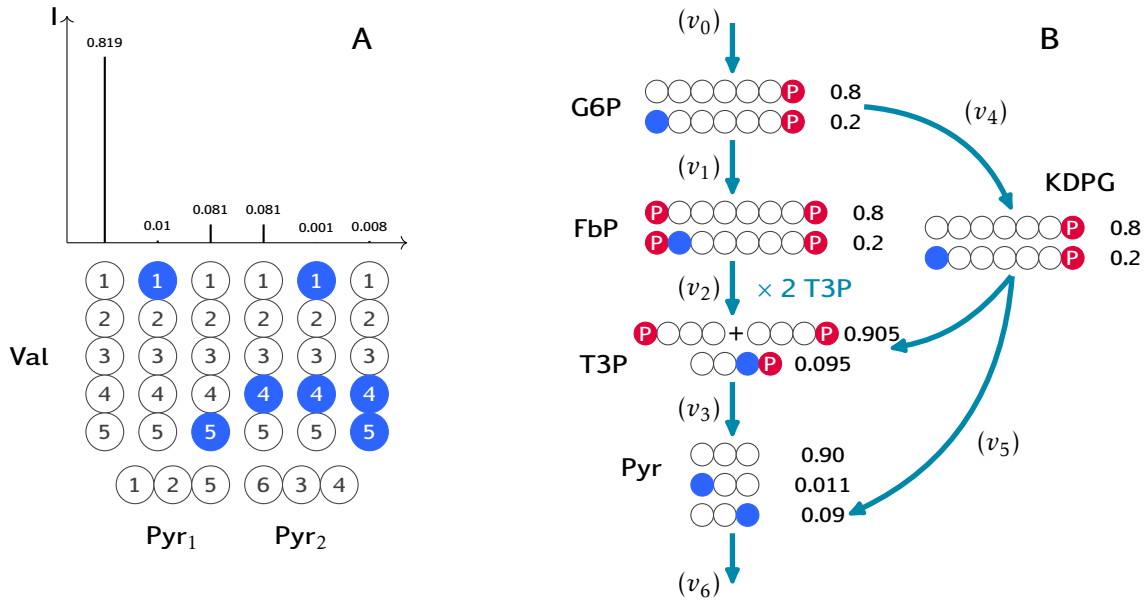 I
A
0.819
0.01
0.081
0.081
0.001
0.008
1 1 1 1 1 1
2 2 2 2 2 2
Val
3 3 3 3 3 3
4 4 4 4 4 4
5 5 5 5 5 5
1 2 5 6 3 4
Pyr₁ Pyr₂
B
(v₀)
G6P
P 0.8
P 0.2
(v₄)
(v₁)
KDPG
P 0.8
P 0.2
FbP
P P 0.8
P P 0.2
(v₂) × 2 T3P
P + P 0.905
T3P
P 0.095
(v₃)
(v₅)
Pyr
0.90
0.011
0.09
(v₆)